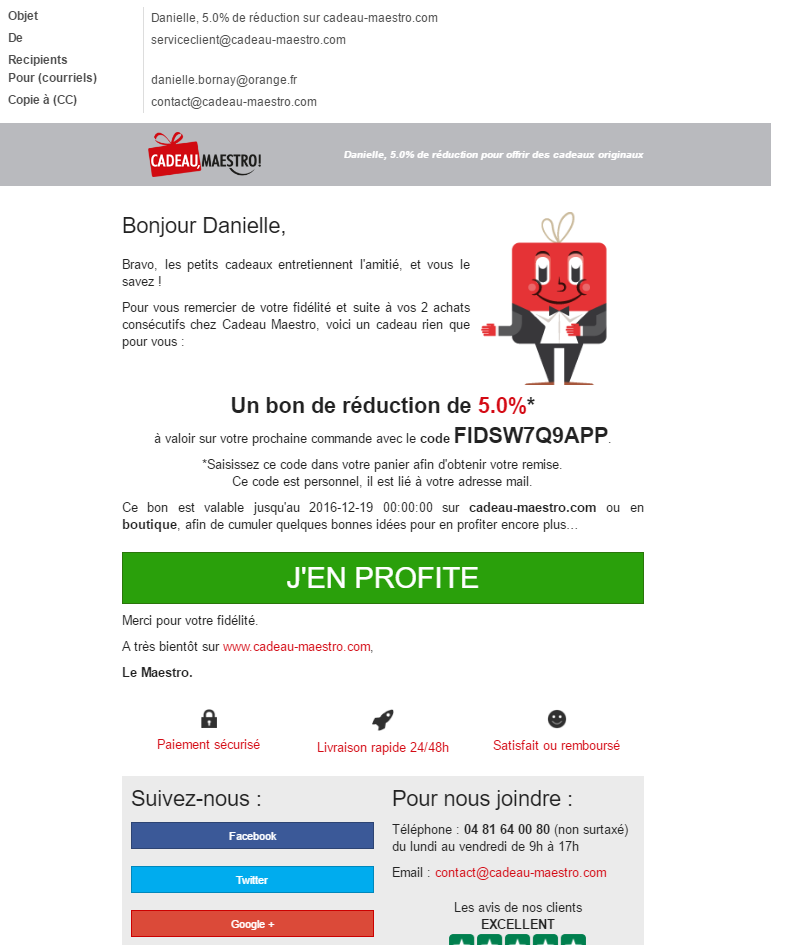 Objet
Danielle, 5.0% de réduction sur cadeau-maestro.com
De
serviceclient@cadeau-maestro.com
Recipients
Pour (courriels)
danielle.bornay@orange.fr
Copie à (CC)
contact@cadeau-maestro.com
CADEAU MAESTRO!
Danielle, 5.0% de réduction pour offrir des cadeaux originaux
Bonjour Danielle,
Bravo, les petits cadeaux entretiennent l'amitié, et vous le
savez !
Pour vous remercier de votre fidélité et suite à vos 2 achats
consécutifs chez Cadeau Maestro, voici un cadeau rien que
pour vous :
Un bon de réduction de 5.0%*
à valoir sur votre prochaine commande avec le code FIDSW7Q9APP.
*Saisissez ce code dans votre panier afin d'obtenir votre remise.
Ce code est personnel, il est lié à votre adresse mail.
Ce bon est valable jusqu'au 2016-12-19 00:00:00 sur cadeau-maestro.com ou en
boutique, afin de cumuler quelques bonnes idées pour en profiter encore plus...
J'EN PROFITE
Merci pour votre fidélité.
A très bientôt sur www.cadeau-maestro.com,
Le Maestro.
Paiement sécurisé
Livraison rapide 24/48h
Satisfait ou remboursé
Suivez-nous :
Facebook
Twitter
Google +
Pour nous joindre :
Téléphone : 04 81 64 00 80 (non surtaxé)
du lundi au vendredi de 9h à 17h
Email : contact@cadeau-maestro.com
Les avis de nos clients
EXCELLENT